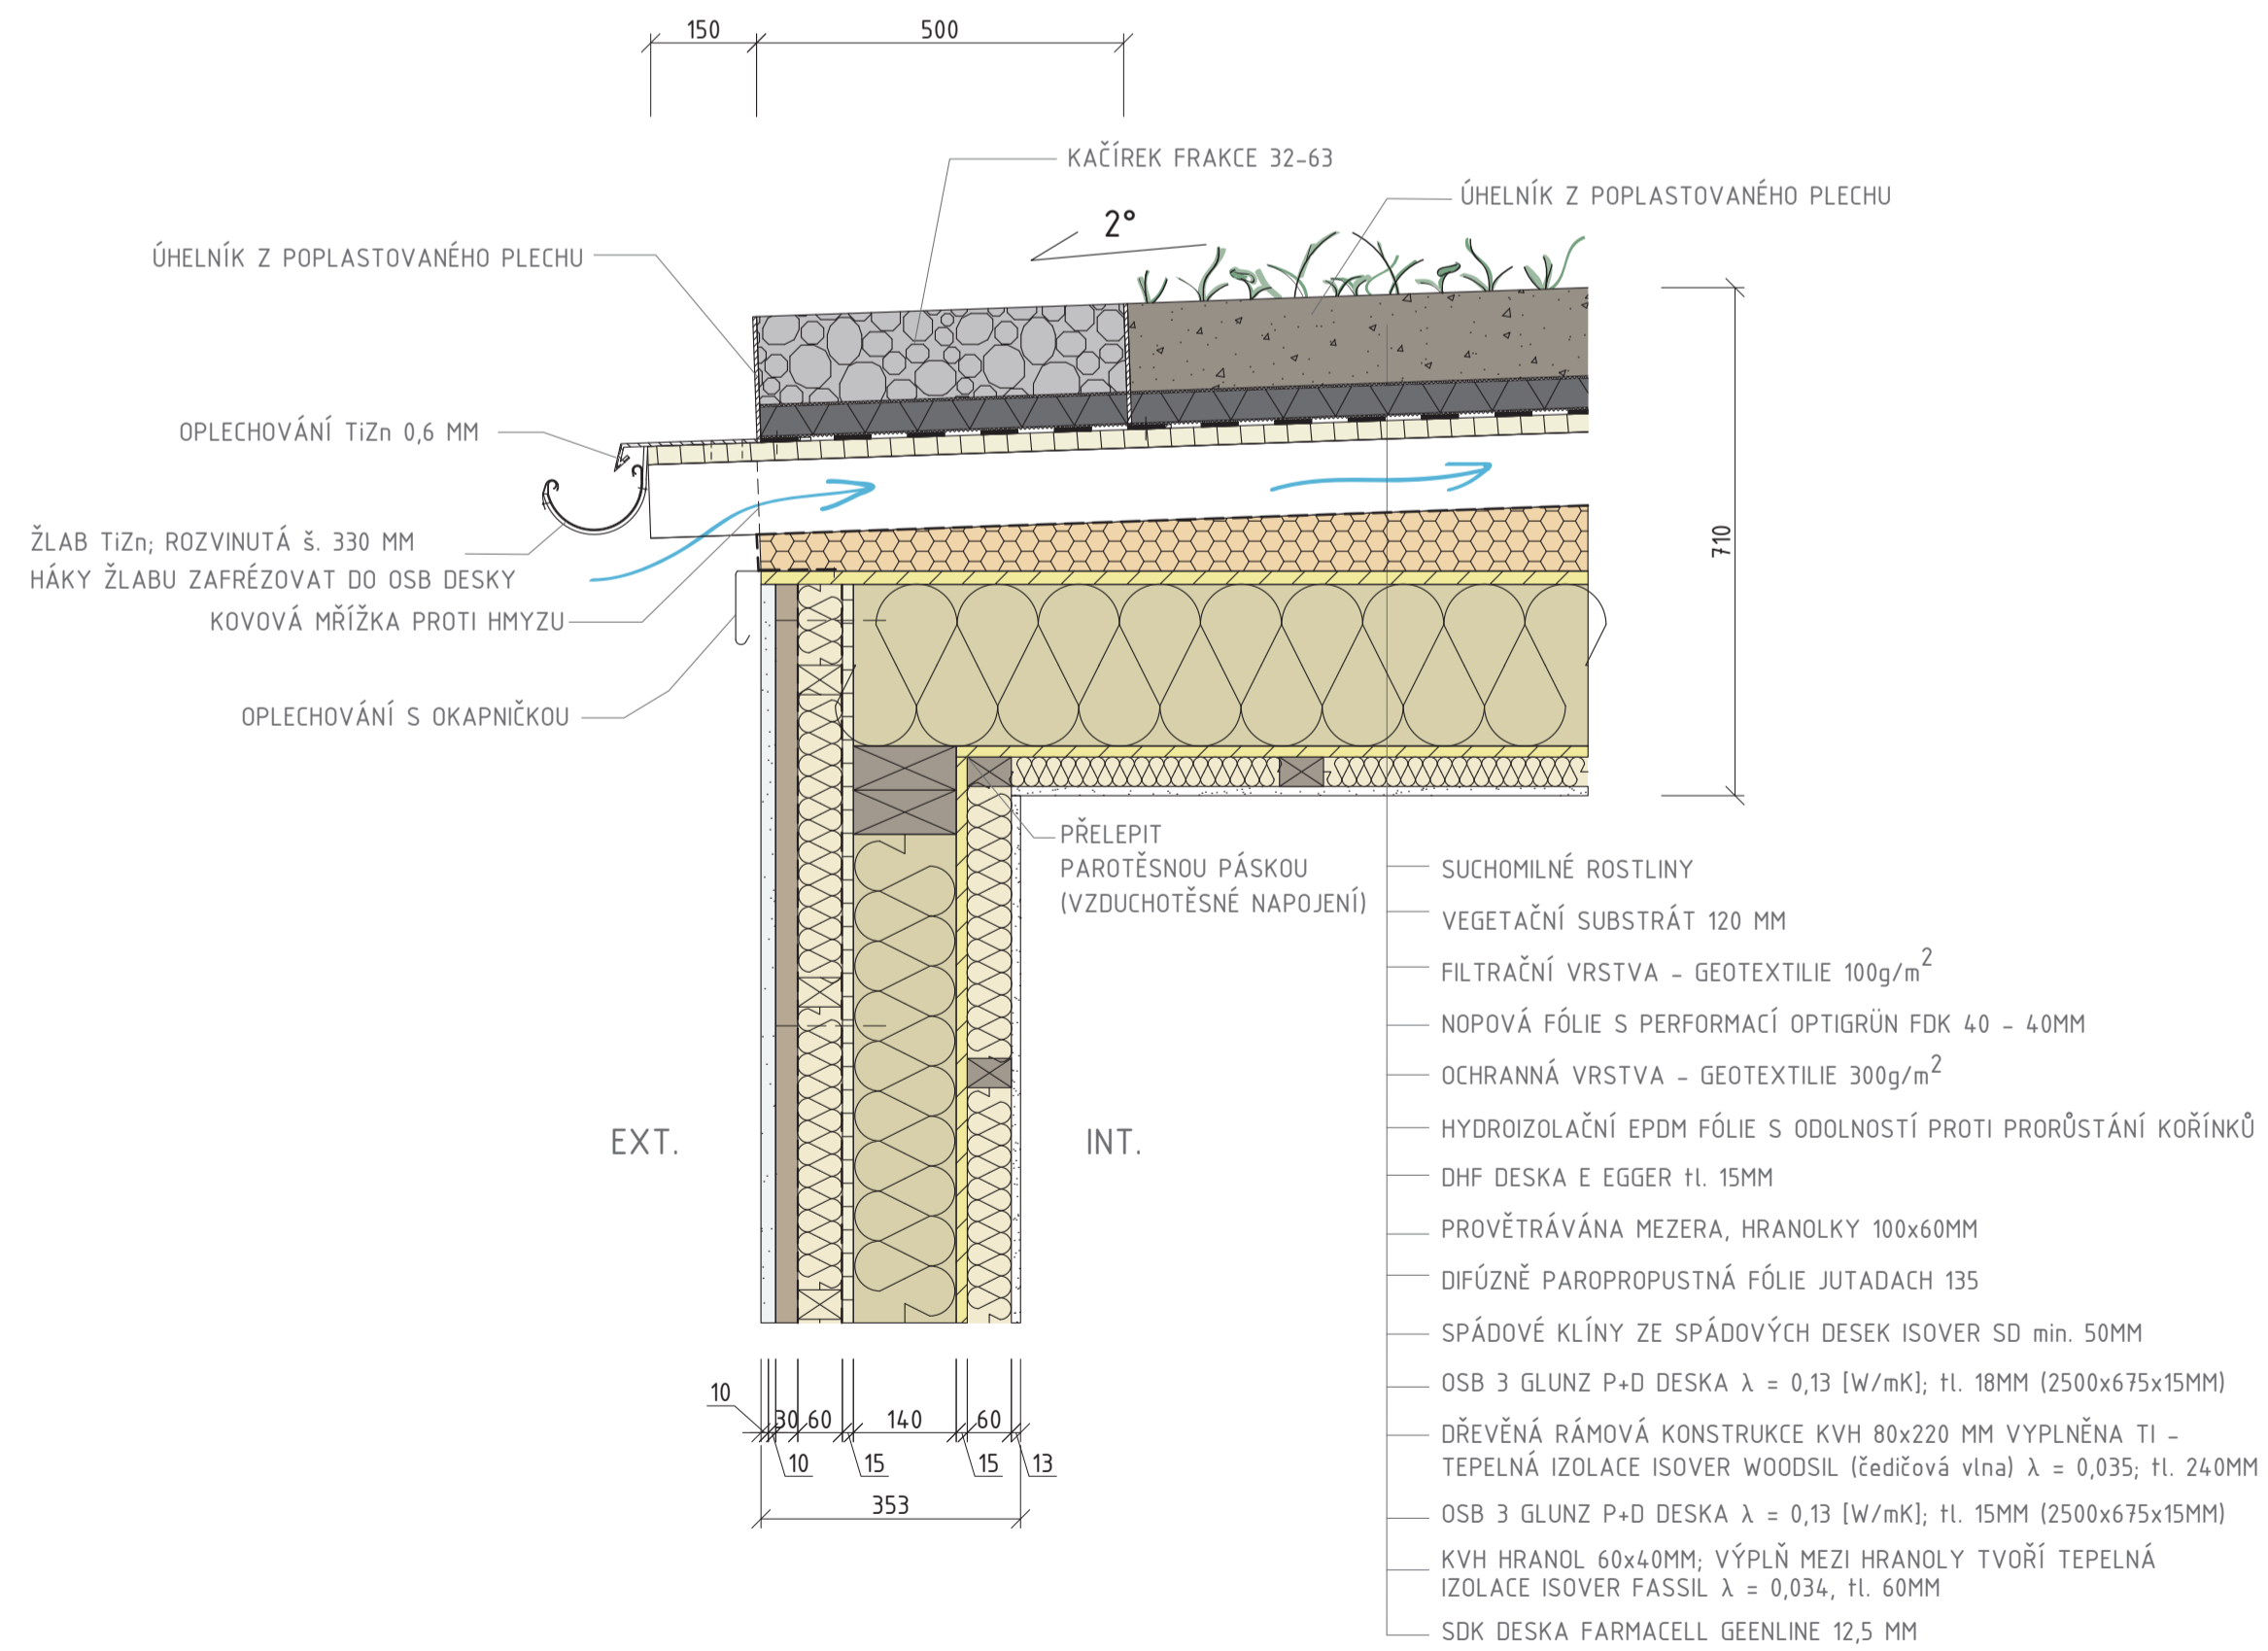 150
500
KAČÍREK FRAKCE 32-63
ÚHELNÍK Z POPLASTOVANÉHO PLECHU
2°
ÚHELNÍK Z POPLASTOVANÉHO PLECHU
OPLECHOVÁNÍ TiZn 0,6 MM
ŽLAB TiZn; ROZVINUTÁ š. 330 MM
HÁKY ŽLABU ZAFRÉZOVAT DO OSB DESKY
KOVOVÁ MŘÍŽKA PROTI HMYZU
OPLECHOVÁNÍ S OKAPNIČKOU
710
PŘELEPIT
PAROTĚSNOU PÁSKOU
(VZDUCHOTĚSNÉ NAPOJENÍ)
SUCHOMILNÉ ROSTLINY
VEGETAČNÍ SUBSTRÁT 120 MM
FILTRAČNÍ VRSTVA - GEOTEXTILIE 100g/m²
NOPOVÁ FÓLIE S PERFORMACÍ OPTIGRÜN FDK 40 - 40MM
OCHRANNÁ VRSTVA - GEOTEXTILIE 300g/m²
HYDROIZOLAČNÍ EPDM FÓLIE S ODOLNOSTÍ PROTI PRORŮSTÁNÍ KOŘÍNKŮ
DHF DESKA E EGGER tl. 15MM
PROVĚTRÁVÁNA MEZERA, HRANOLKY 100x60MM
DIFÚZNĚ PAROPROPUSTNÁ FÓLIE JUTADACH 135
SPÁDOVÉ KLÍNY ZE SPÁDOVÝCH DESEK ISOVER SD min. 50MM
OSB 3 GLUNZ P+D DESKA λ = 0,13 [W/mK]; tl. 18MM (2500x675x15MM)
DŘEVĚNÁ RÁMOVÁ KONSTRUKCE KVH 80x220 MM VYPLNĚNA TI -
TEPELNÁ IZOLACE ISOVER WOODSIL (čedičová vlna) λ = 0,035; tl. 240MM
OSB 3 GLUNZ P+D DESKA λ = 0,13 [W/mK]; tl. 15MM (2500x675x15MM)
KVH HRANOL 60x40MM; VÝPLŇ MEZI HRANOLY TVOŘÍ TEPELNÁ
IZOLACE ISOVER FASSIL λ = 0,034, tl. 60MM
SDK DESKA FARMACELL GEENLINE 12,5 MM
EXT.
INT.
10
30 60 140 60
10 15 15 13
353